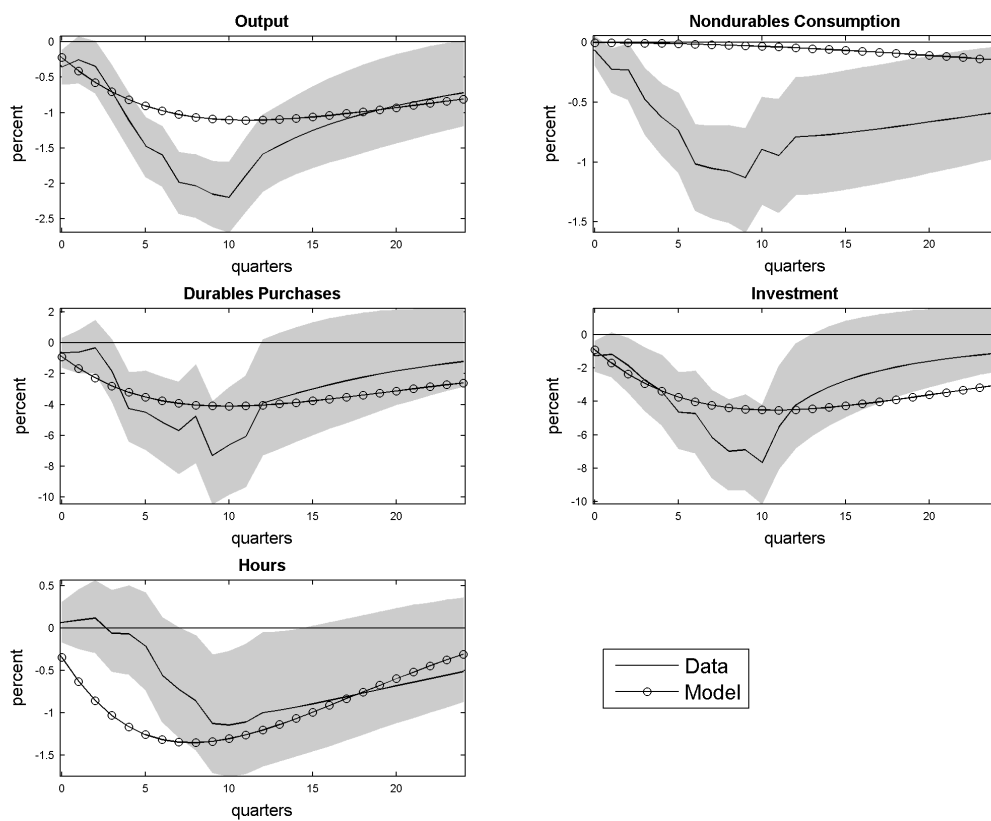 Output
0
-0.5
-1
-1.5
-2
-2.5
percent
0 5 10 15 20
quarters
Nondurables Consumption
0
-0.5
-1
-1.5
percent
0 5 10 15 20
quarters
Durables Purchases
2
0
-2
-4
-6
-8
-10
percent
0 5 10 15 20
quarters
Investment
0
-2
-4
-6
-8
-10
percent
0 5 10 15 20
quarters
Hours
0.5
0
-0.5
-1
-1.5
percent
0 5 10 15 20
quarters
Data
Model